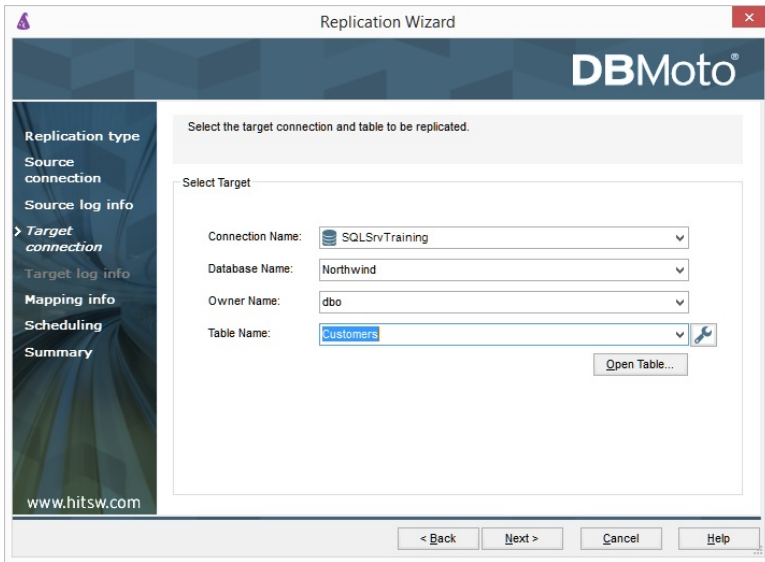 Replication Wizard
DBMoto®
Replication type
Source
connection
Source log info
Target
connection
Target log info
Mapping info
Scheduling
Summary
www.hitsw.com
Select the target connection and table to be replicated.
Select Target
Connection Name: SQLSrvTraining
Database Name: Northwind
Owner Name: dbo
Table Name: Customers
Open Table...
< Back Next > Cancel Help